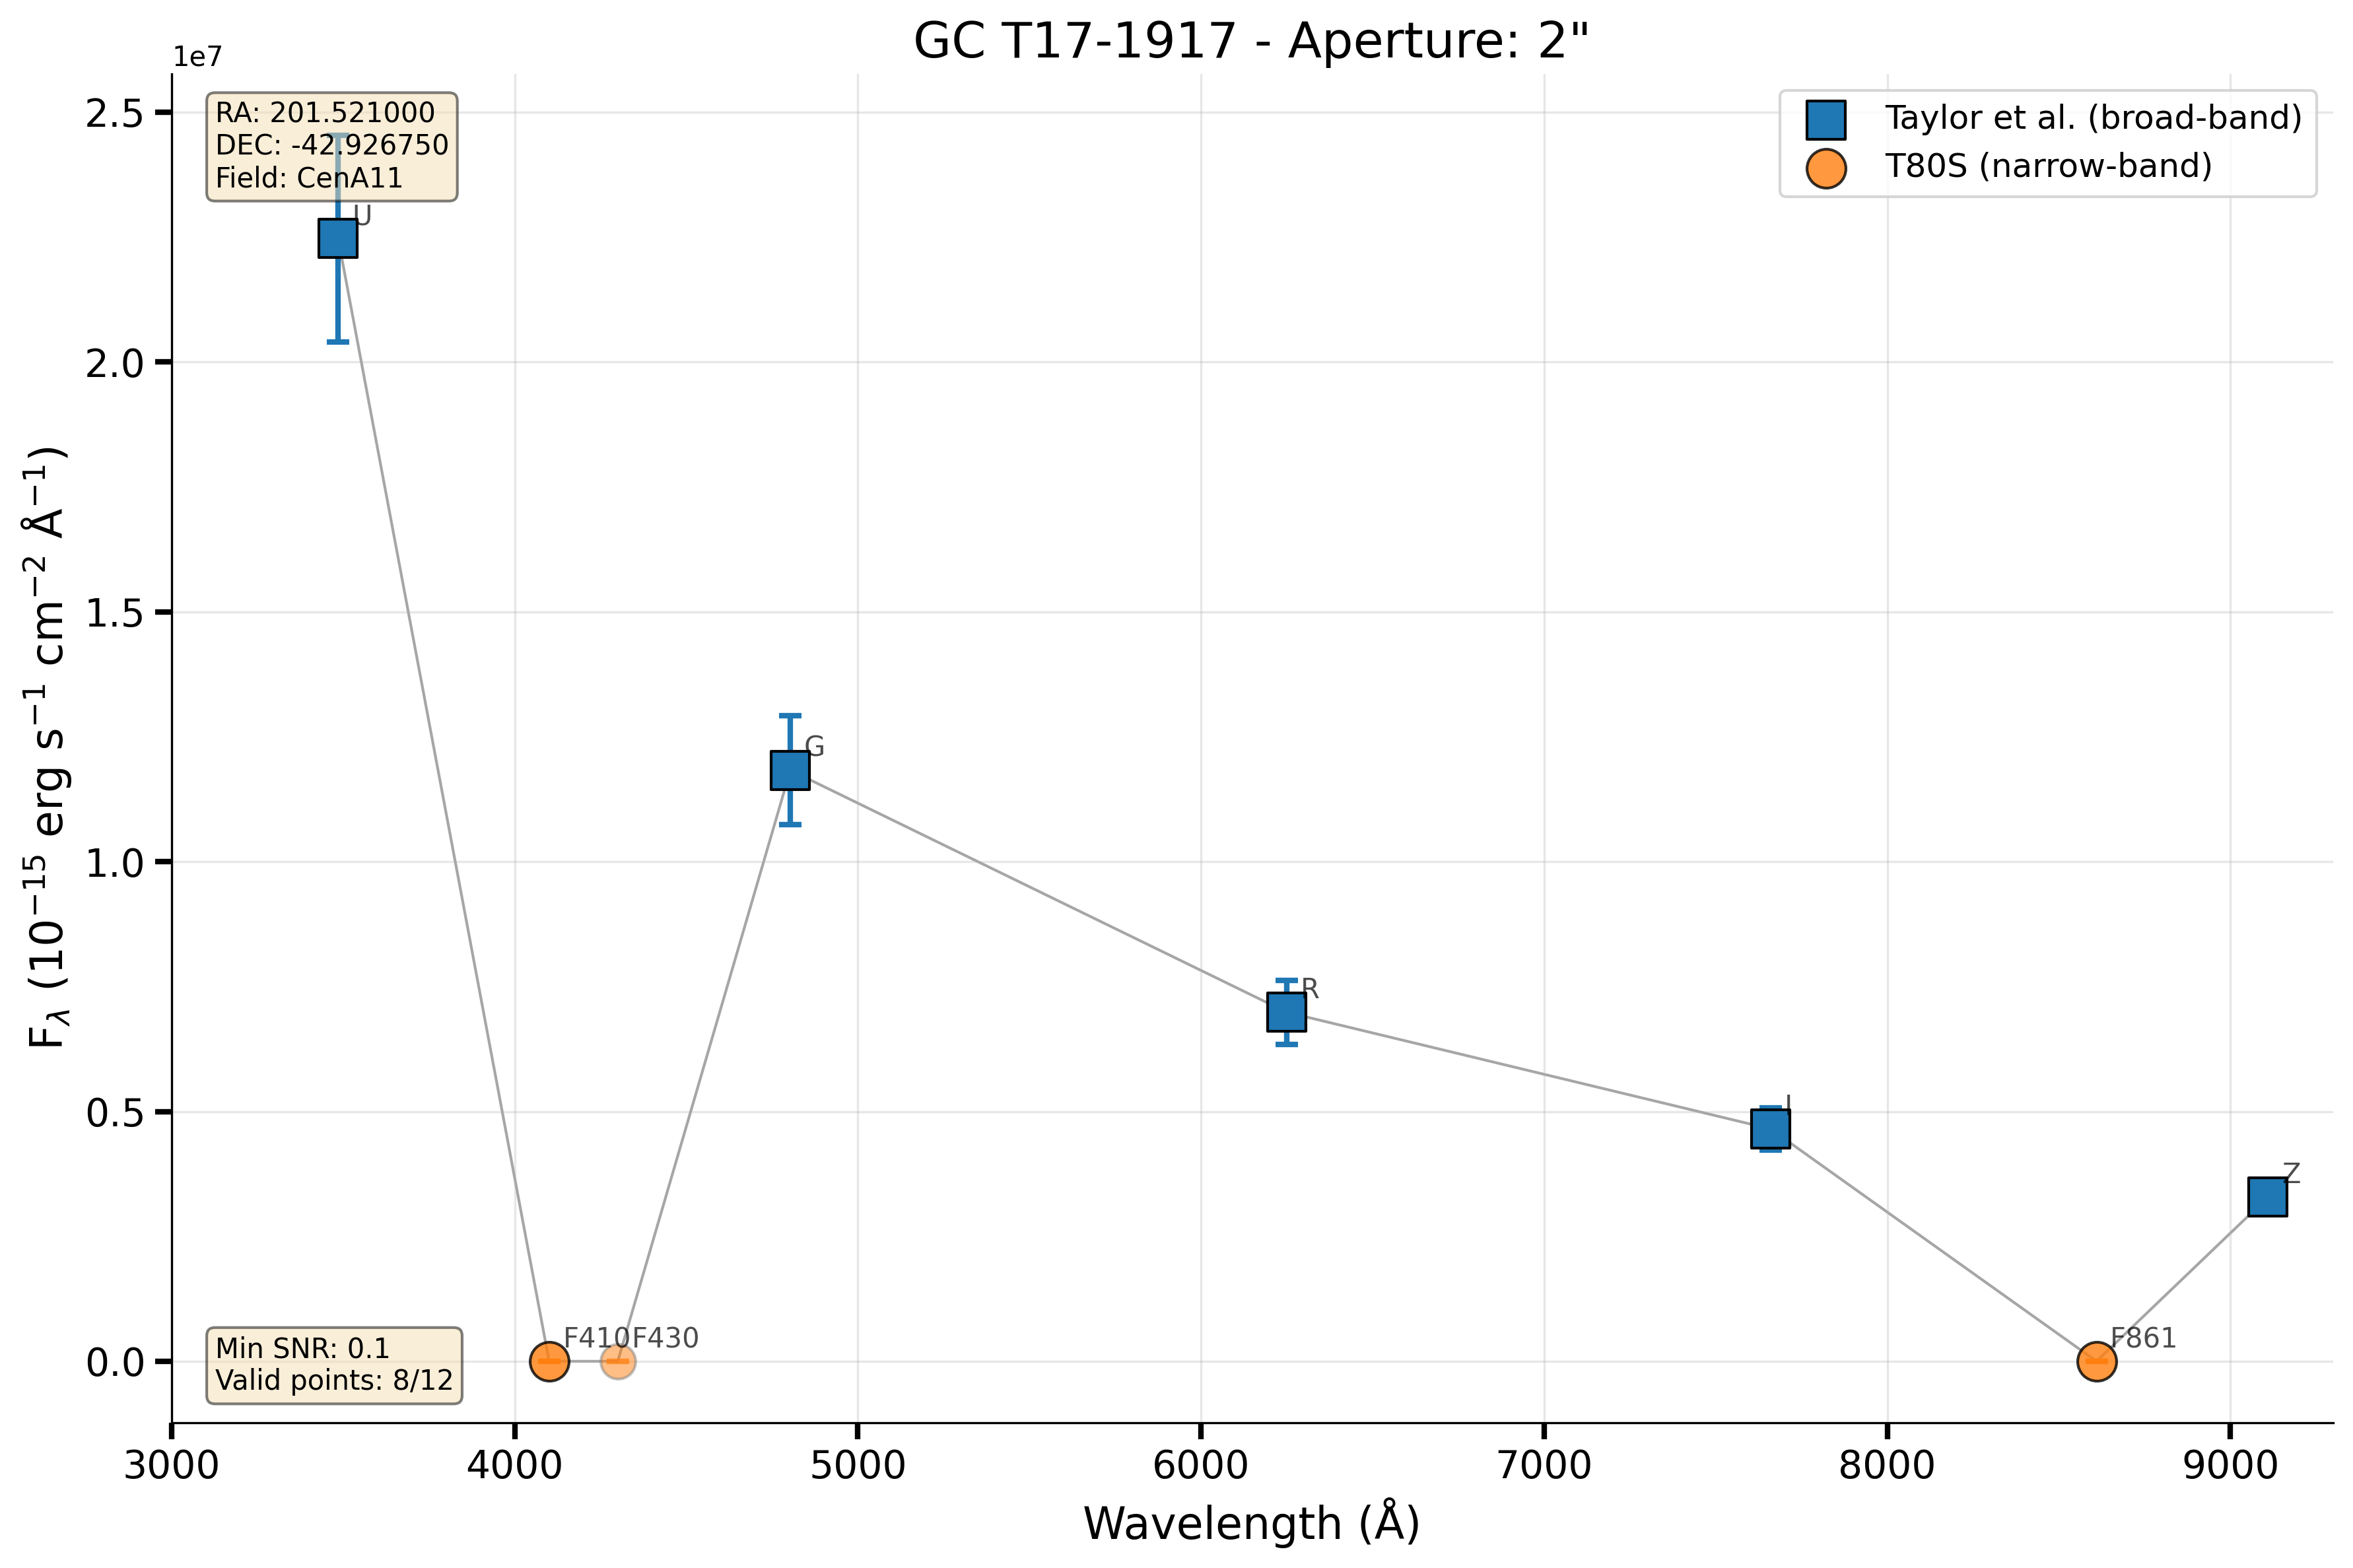 GC T17-1917 - Aperture: 2"
1e7
RA: 201.521000
DEC: -42.926750
Field: CenA11
Taylor et al. (broad-band)
T80S (narrow-band)
2.5
2.0
1.5
1.0
0.5
0.0
F_λ (10⁻¹⁵ erg s⁻¹ cm⁻² Å⁻¹)
U
G
R
I
Z
F410
F430
F861
Min SNR: 0.1
Valid points: 8/12
3000
4000
5000
6000
7000
8000
9000
Wavelength (Å)